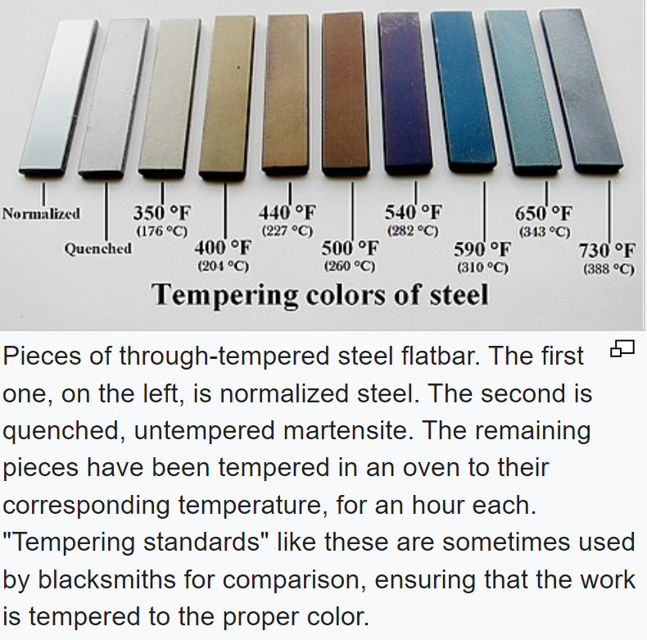 Normalized
Quenched
350 °F
(176 °C)
400 °F
(204 °C)
440 °F
(227 °C)
500 °F
(260 °C)
540 °F
(282 °C)
590 °F
(310 °C)
650 °F
(343 °C)
730 °F
(388 °C)
Tempering colors of steel
Pieces of through-tempered steel flatbar. The first
one, on the left, is normalized steel. The second is
quenched, untempered martensite. The remaining
pieces have been tempered in an oven to their
corresponding temperature, for an hour each.
"Tempering standards" like these are sometimes used
by blacksmiths for comparison, ensuring that the work
is tempered to the proper color.